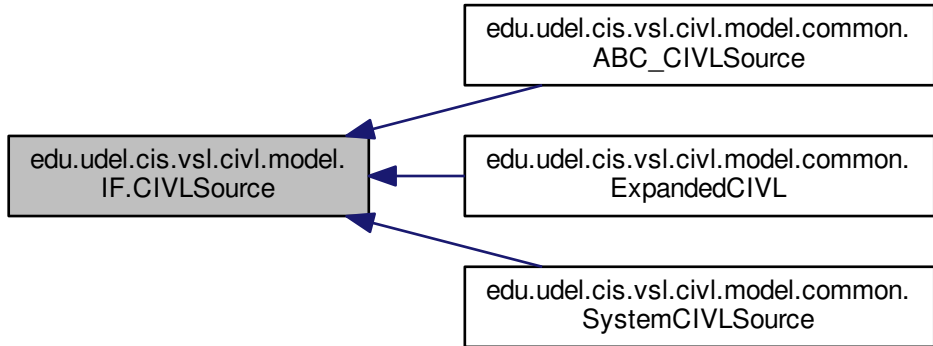 edu.udel.cis.vsl.civl.model.common.
ABC_CIVLSource
edu.udel.cis.vsl.civl.model.
IF.CIVLSource
edu.udel.cis.vsl.civl.model.common.
ExpandedCIVL
edu.udel.cis.vsl.civl.model.common.
SystemCIVLSource